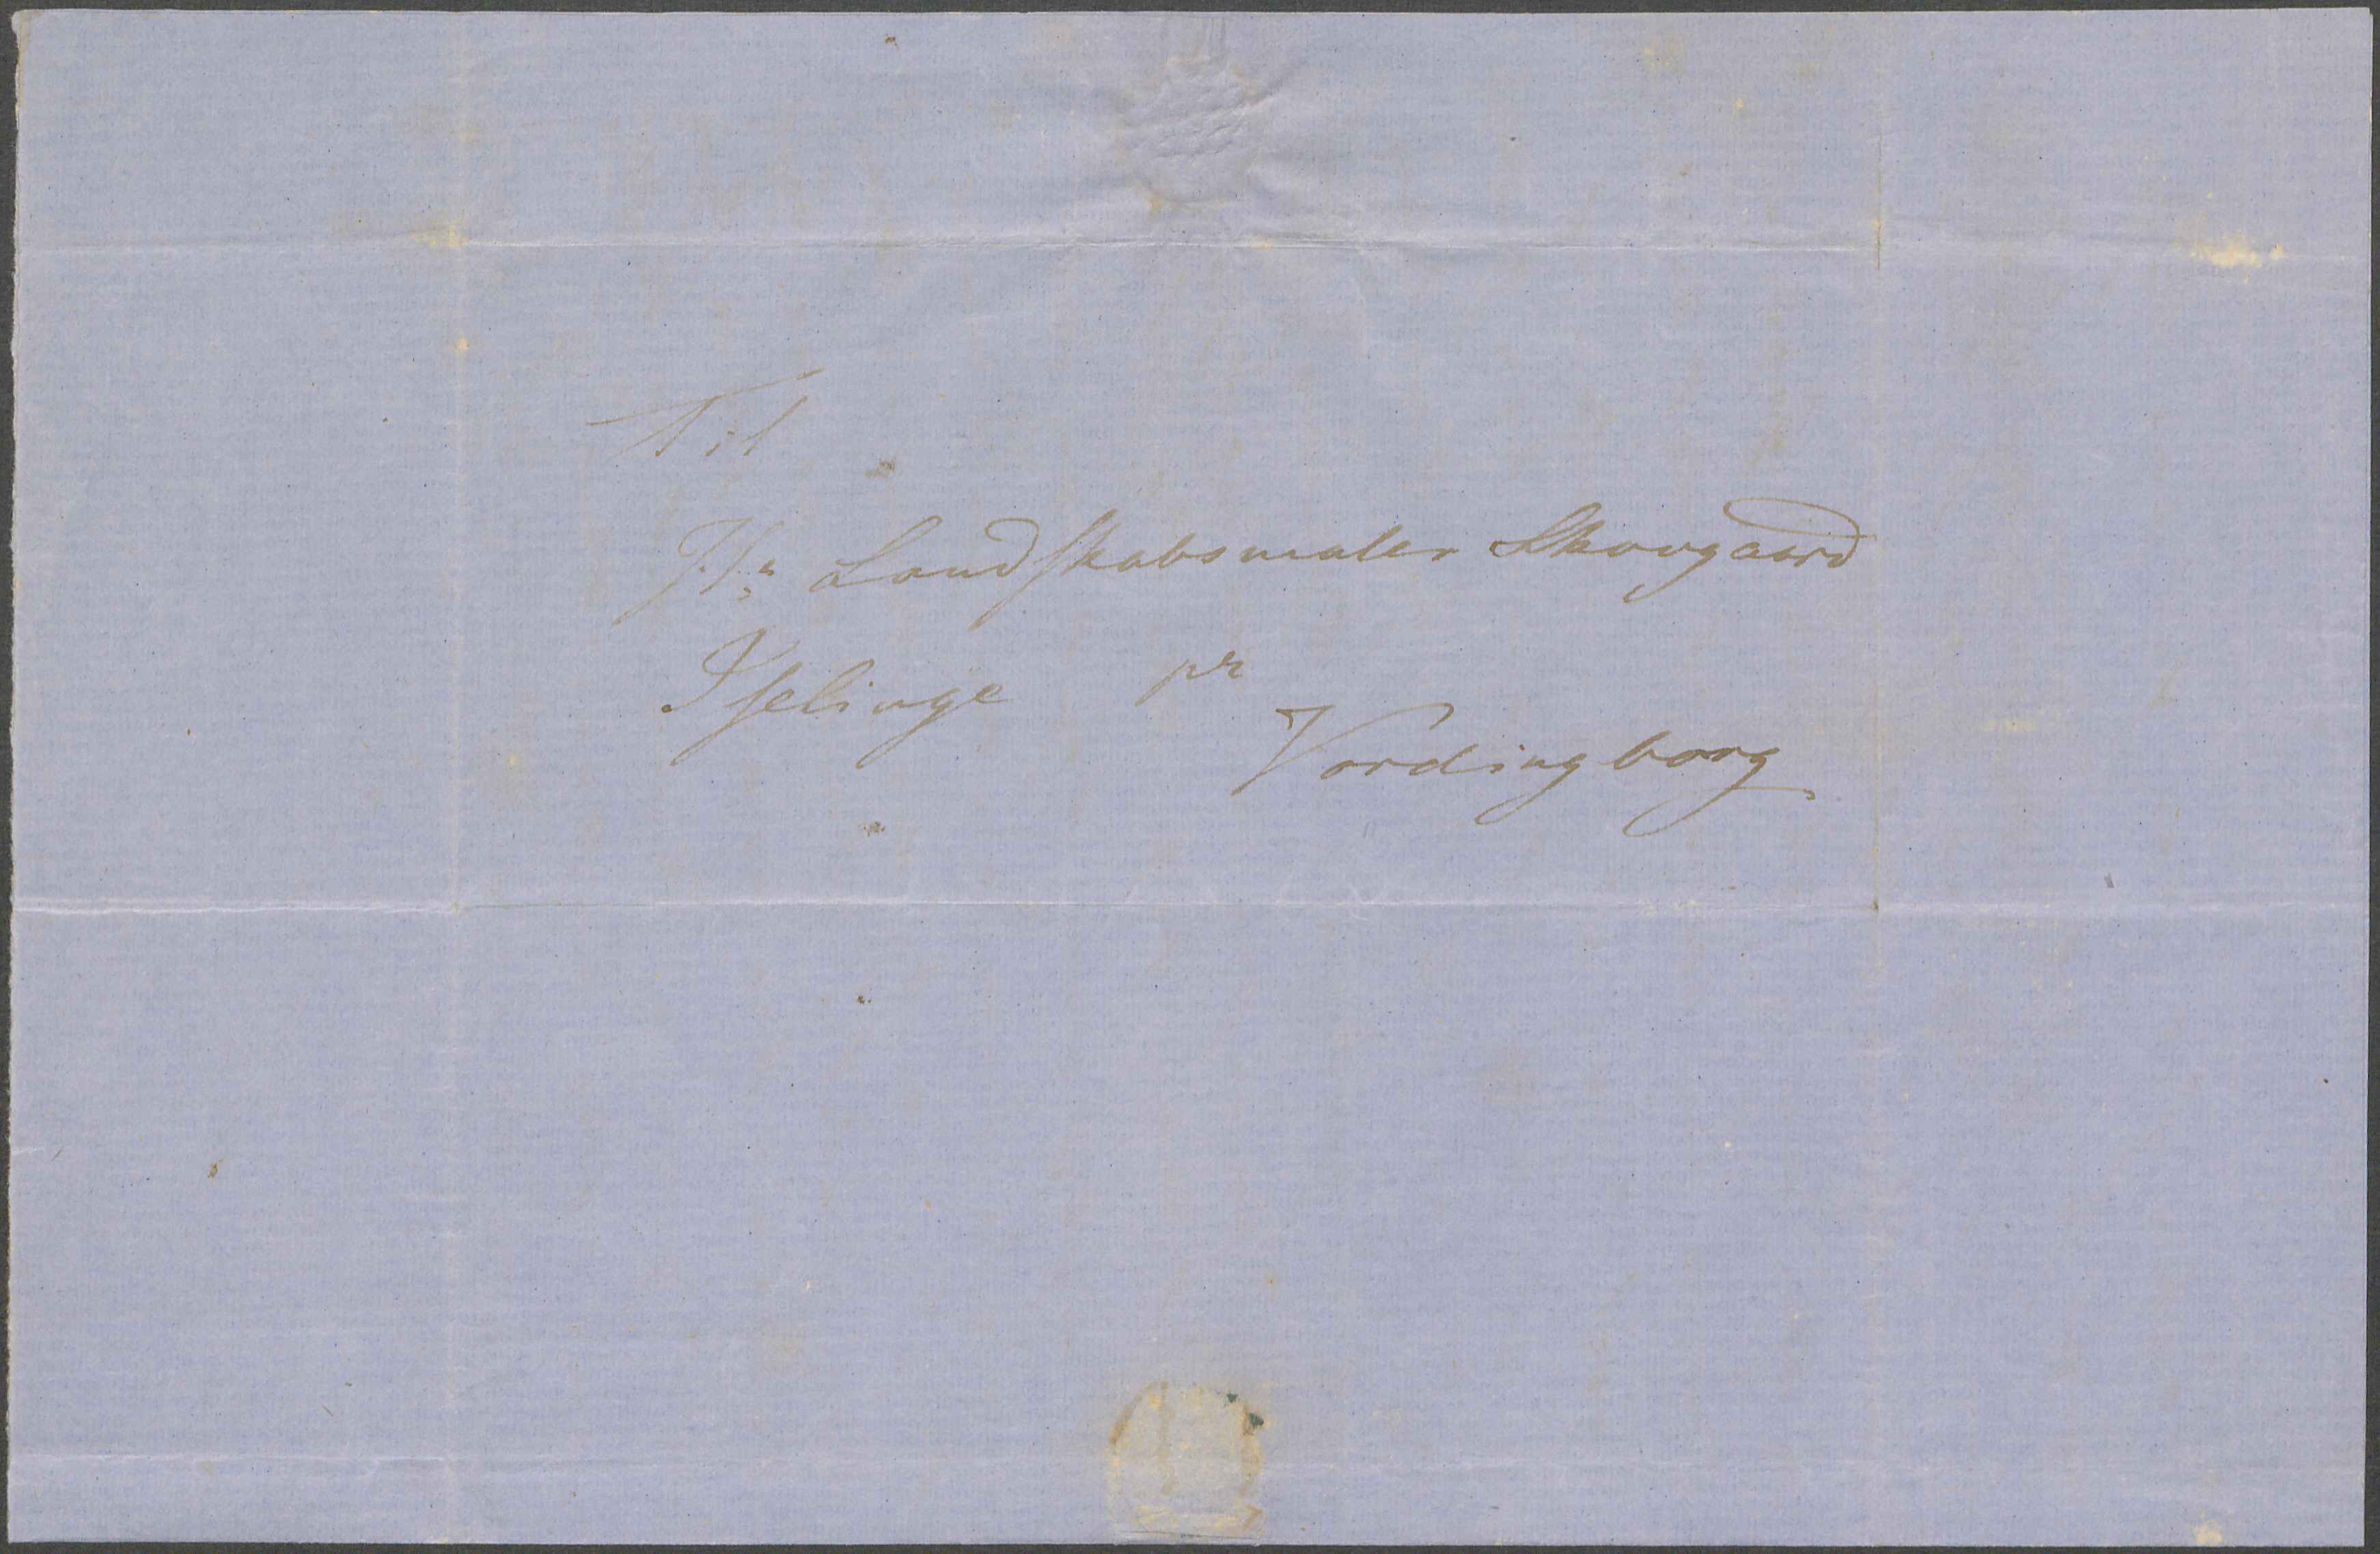 Til
Hr. Landskabsmaler Skovgaard
Iselinge pr
Vordingborg